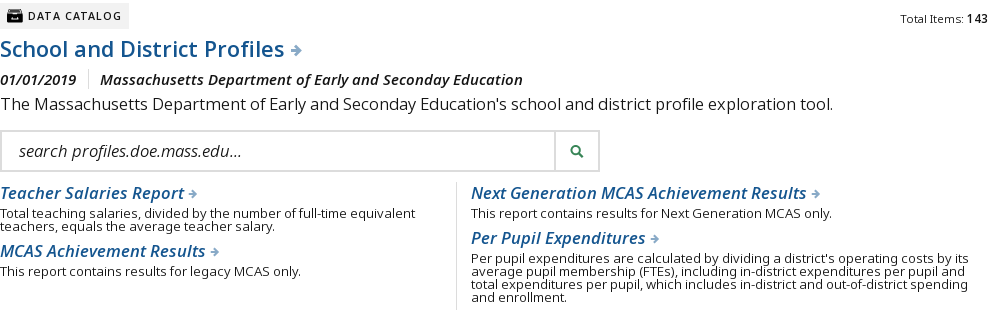 DATA CATALOG
Total Items: 143
School and District Profiles
01/01/2019 Massachusetts Department of Early and Seconday Education
The Massachusetts Department of Early and Seconday Education's school and district profile exploration tool.
search profiles.doe.mass.edu...
Teacher Salaries Report
Total teaching salaries, divided by the number of full-time equivalent
teachers, equals the average teacher salary.
MCAS Achievement Results
This report contains results for legacy MCAS only.
Next Generation MCAS Achievement Results
This report contains results for Next Generation MCAS only.
Per Pupil Expenditures
Per pupil expenditures are calculated by dividing a district's operating costs by its
average pupil membership (FTEs), including in-district expenditures per pupil and
total expenditures per pupil, which includes in-district and out-of-district spending
and enrollment.